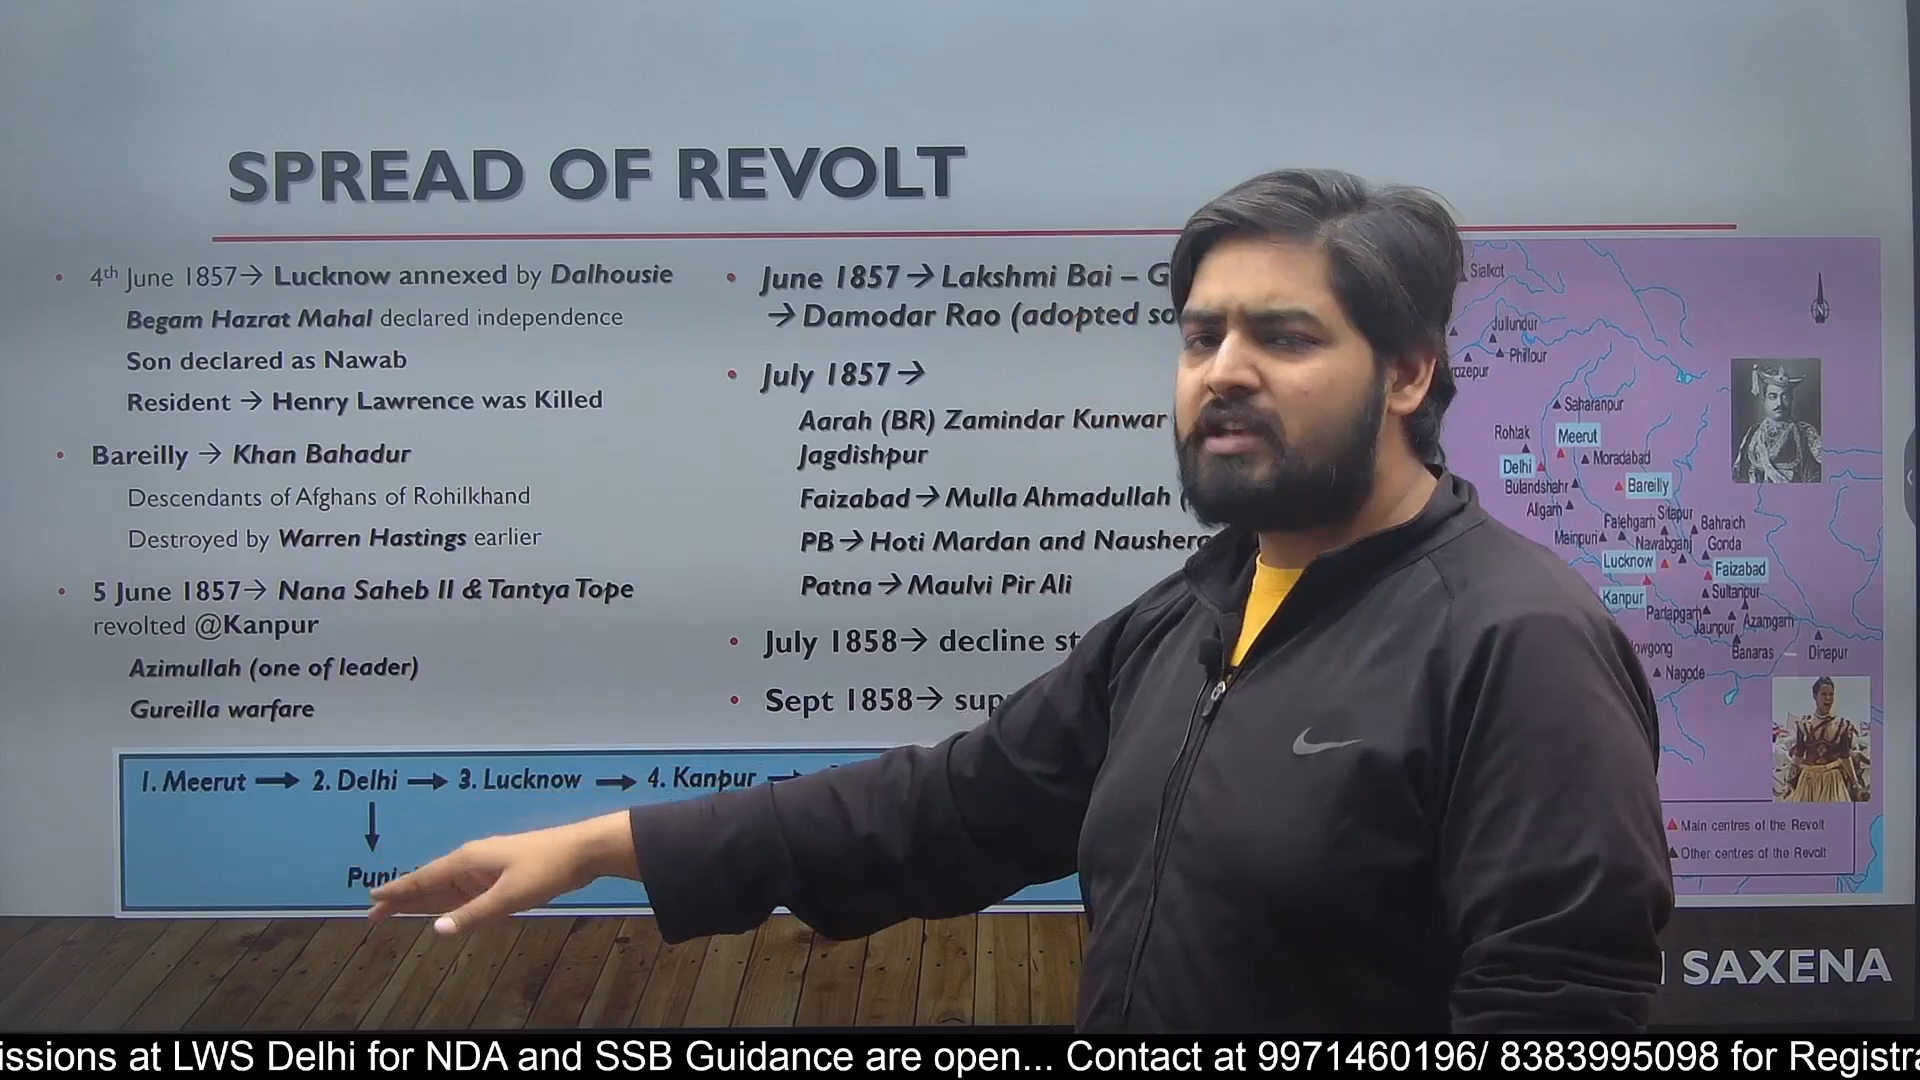 SPREAD OF REVOLT
• 4th June 1857→ Lucknow annexed by Dalhousie
Begam Hazrat Mahal declared independence
Son declared as Nawab
Resident → Henry Lawrence was Killed
• Bareilly → Khan Bahadur
Descendants of Afghans of Rohilkhand
Destroyed by Warren Hastings earlier
• 5 June 1857→ Nana Saheb II & Tantya Tope
revolted @Kanpur
Azimullah (one of leader)
Gureilla warfare
• June 1857→ Lakshmi Bai – G
→ Damodar Rao (adopted so
• July 1857→
Aarah (BR) Zamindar Kunwar
Jagdishpur
Faizabad→ Mulla Ahmadullah
PB→ Hoti Mardan and Naushera
Patna→ Maulvi Pir Ali
• July 1858→ decline st
• Sept 1858→ sup
1. Meerut → 2. Delhi → 3. Lucknow → 4. Kanpur →
↓
Sialkot
Jullundur
Phillour
ozepur
Saharanpur
Rohtak
Meerut
Moradabad
Delhi
Bulandshahr
Bareilly
Aligarh
Sitapur
Fatehgarh
Bahraich
Mainpuri
Nawabganj
Gonda
Lucknow
Faizabad
Kanpur
Sultanpur
Partapgarh
Azamgarh
Jaunpur
owgong
Banaras
Dinapur
Nagode
Main centres of the Revolt
Other centres of the Revolt
SAXENA
issions at LWS Delhi for NDA and SSB Guidance are open... Contact at 9971460196/ 8383995098 for Registra